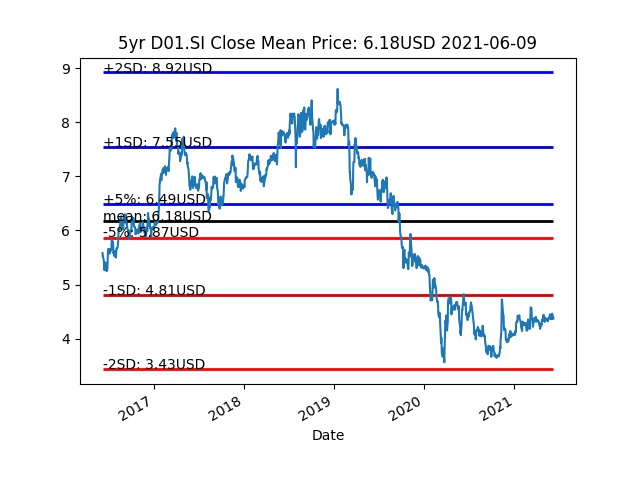 5yr D01.SI Close Mean Price: 6.18USD 2021-06-09
9
+2SD: 8.92USD
8
+1SD: 7.55USD
7
+5%: 6.49USD
mean: 6.18USD
6
-5%: 5.87USD
5
-1SD: 4.81USD
4
-2SD: 3.43USD
2017 2018 2019 2020 2021
Date